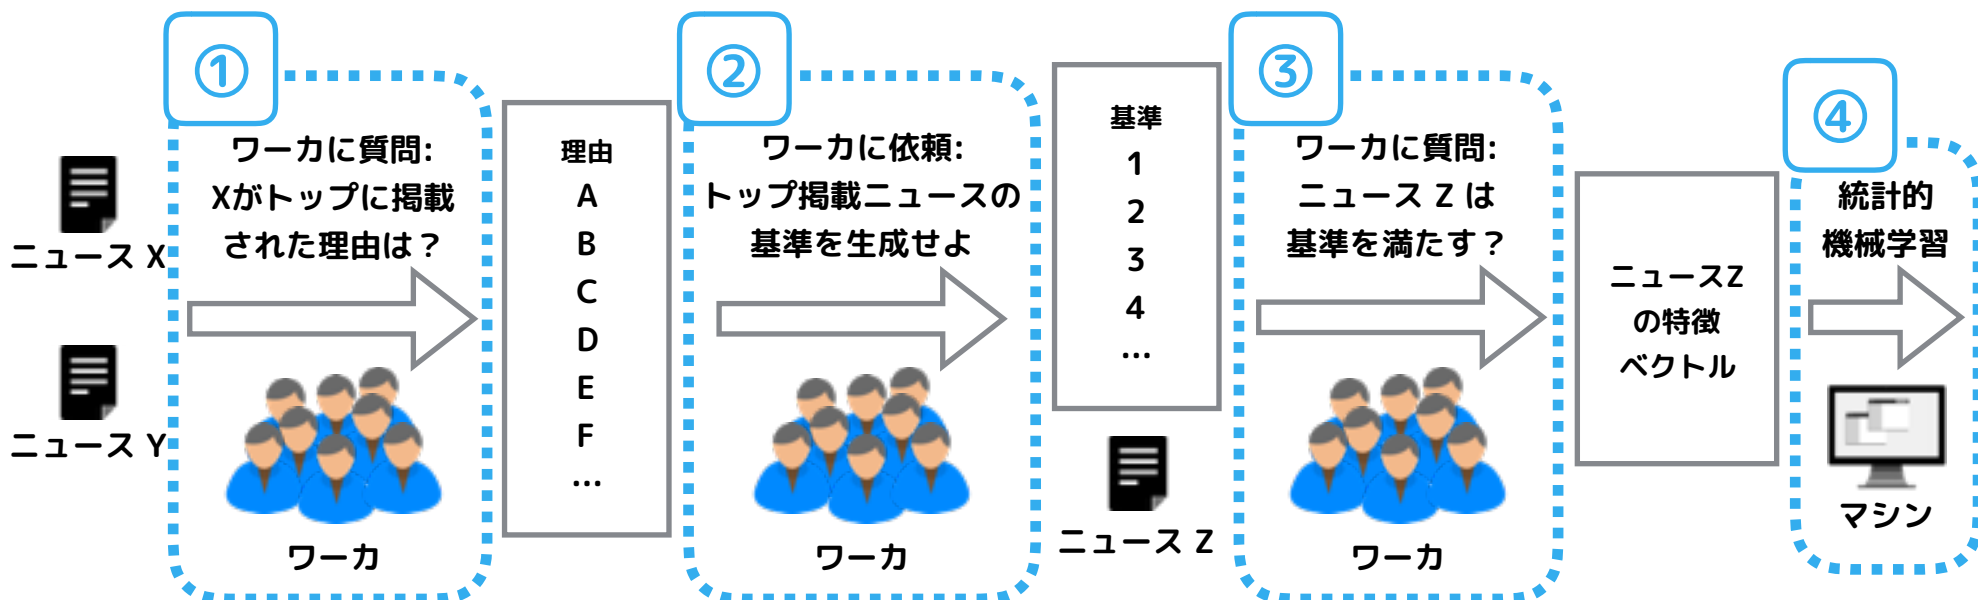 ニュース X
ニュース Y
①
ワーカに質問:
Xがトップに掲載
された理由は？
ワーカ
理由
A
B
C
D
E
F
...
②
ワーカに依頼:
トップ掲載ニュースの
基準を生成せよ
ワーカ
基準
1
2
3
4
...
ニュース Z
③
ワーカに質問:
ニュース Z は
基準を満たす？
ワーカ
ニュースZ
の特徴
ベクトル
④
統計的
機械学習
マシン